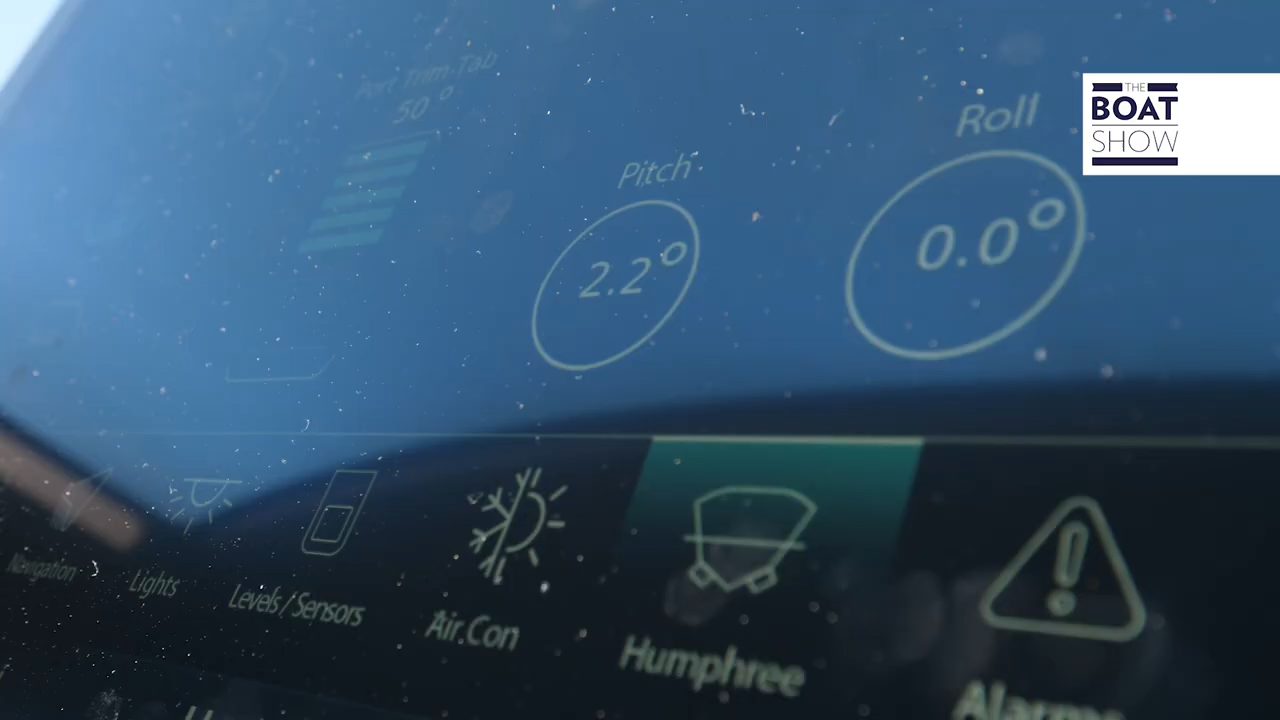 Port Trim-Tab
50 °
Pitch
2.2°
Roll
0.0°
THE
BOAT
SHOW
Navigation
Lights
Levels / Sensors
Air Con
Humphree
Alarms